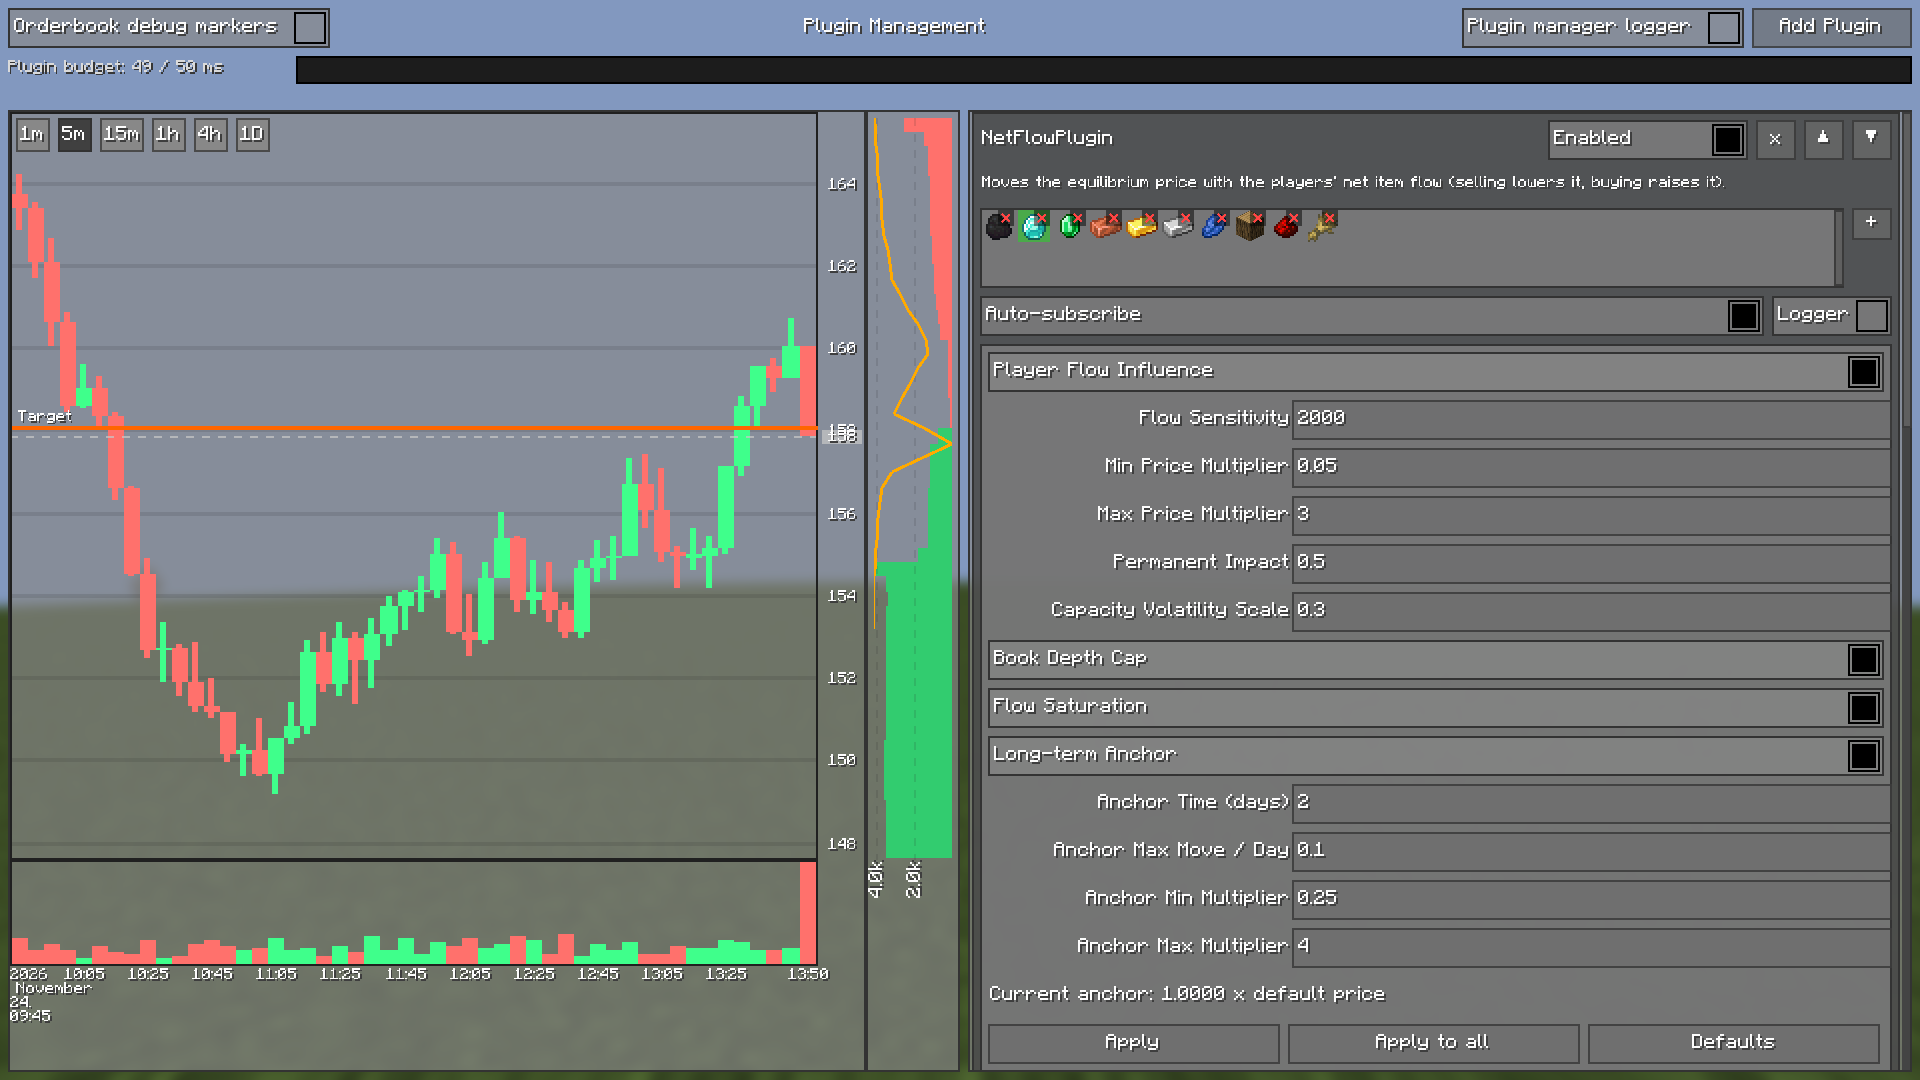 Orderbook debug markers
Plugin Management
Plugin manager logger
Add Plugin
Plugin budget: 49 / 50 ms
1m 5m 15m 1h 4h 1D
164
162
160
Target
158
156
154
152
150
148
4.0k 2.0k
2026 10:05 10:25 10:45 11:05 11:25 11:45 12:05 12:25 12:45 13:05 13:25 13:50
November
24.
09:45
NetFlowPlugin
Enabled
x ▲ ▼
Moves the equilibrium price with the players' net item flow (selling lowers it, buying raises it).
+
Auto-subscribe
Logger
Player Flow Influence
Flow Sensitivity 2000
Min Price Multiplier 0.05
Max Price Multiplier 3
Permanent Impact 0.5
Capacity Volatility Scale 0.3
Book Depth Cap
Flow Saturation
Long-term Anchor
Anchor Time (days) 2
Anchor Max Move / Day 0.1
Anchor Min Multiplier 0.25
Anchor Max Multiplier 4
Current anchor: 1.0000 x default price
Apply
Apply to all
Defaults